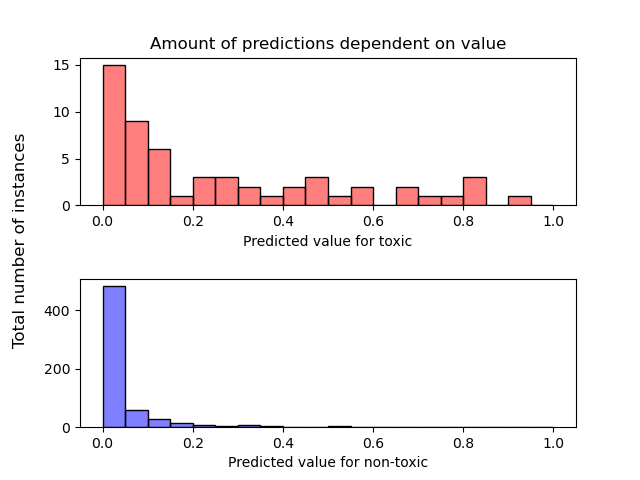 Amount of predictions dependent on value
15
10
5
0
0.0 0.2 0.4 0.6 0.8 1.0
Predicted value for toxic
Total number of instances
400
200
0
0.0 0.2 0.4 0.6 0.8 1.0
Predicted value for non-toxic